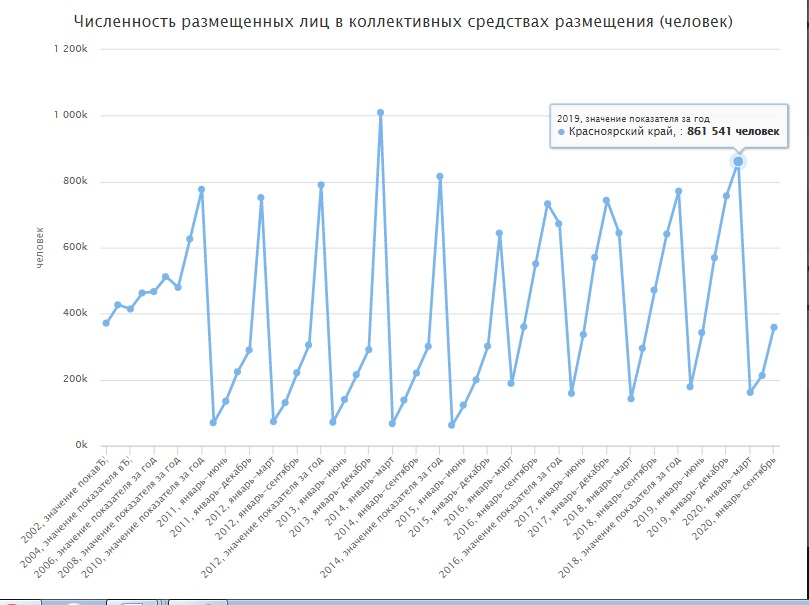 Численность размещенных лиц в коллективных средствах размещения (человек)
1 200k
1 000k
800k
600k
400k
200k
0k
человек
2019, значение показателя за год
Красноярский край, : 861 541 человек
2002, значение
2004, значение показателя
2006, значение показателя за год
2008, значение показателя за год
2010, значение показателя за год
2011, январь-июнь
2011, январь-декабрь
2012, январь-март
2012, январь-сентябрь
2012, значение показателя за год
2013, январь-июнь
2013, январь-декабрь
2014, январь-март
2014, январь-сентябрь
2014, значение показателя за год
2015, январь-июнь
2015, январь-декабрь
2016, январь-март
2016, январь-сентябрь
2016, значение показателя за год
2017, январь-июнь
2017, январь-декабрь
2018, январь-март
2018, январь-сентябрь
2018, значение показателя за год
2019, январь-июнь
2019, январь-декабрь
2020, январь-март
2020, январь-сентябрь